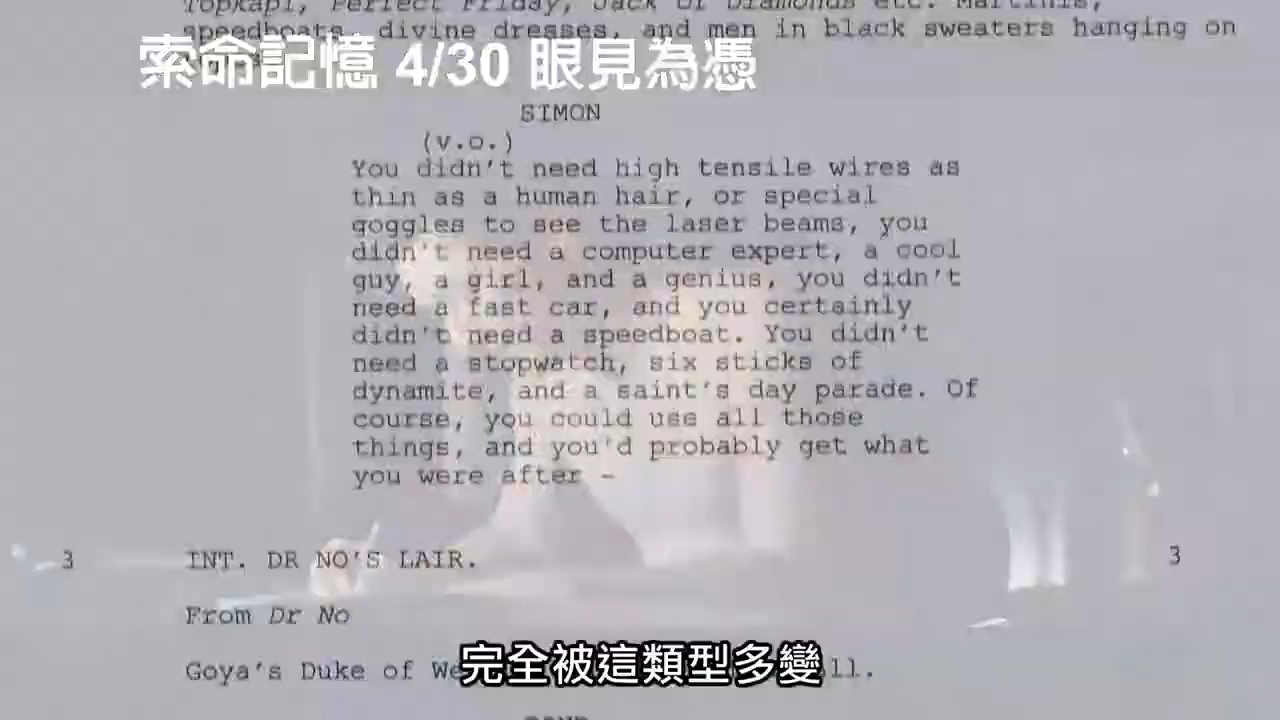 Topkapi, Perfect Friday, Jack of Diamonds etc. Martinis,
speedboats, divine dresses, and men in black sweaters hanging on
索命記憶 4/30 眼見為憑
SIMON
(v.o.)
You didn't need high tensile wires as
thin as a human hair, or special
goggles to see the laser beams, you
didn't need a computer expert, a cool
guy, a girl, and a genius, you didn't
need a fast car, and you certainly
didn't need a speedboat. You didn't
need a stopwatch, six sticks of
dynamite, and a saint's day parade. Of
course, you could use all those
things, and you'd probably get what
you were after -
3 INT. DR NO'S LAIR. 3
From Dr No
Goya's Duke of
完全被這類型多變